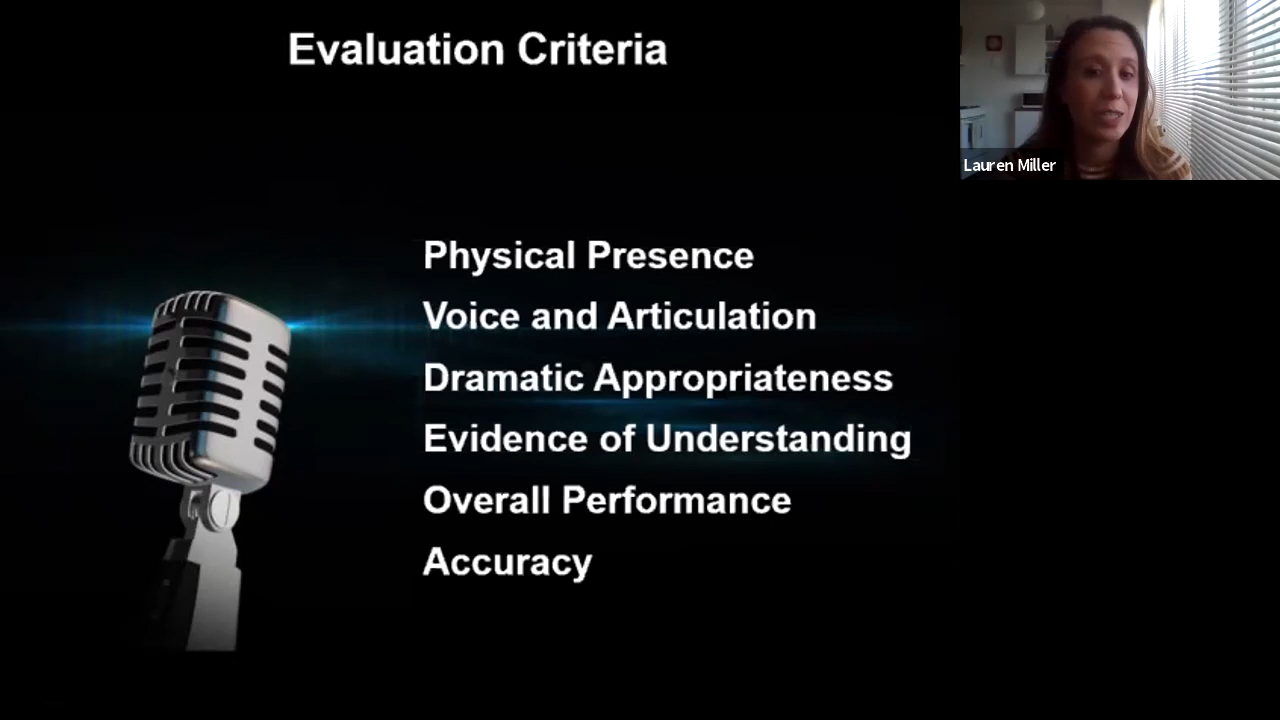 Evaluation Criteria
Lauren Miller
Physical Presence
Voice and Articulation
Dramatic Appropriateness
Evidence of Understanding
Overall Performance
Accuracy